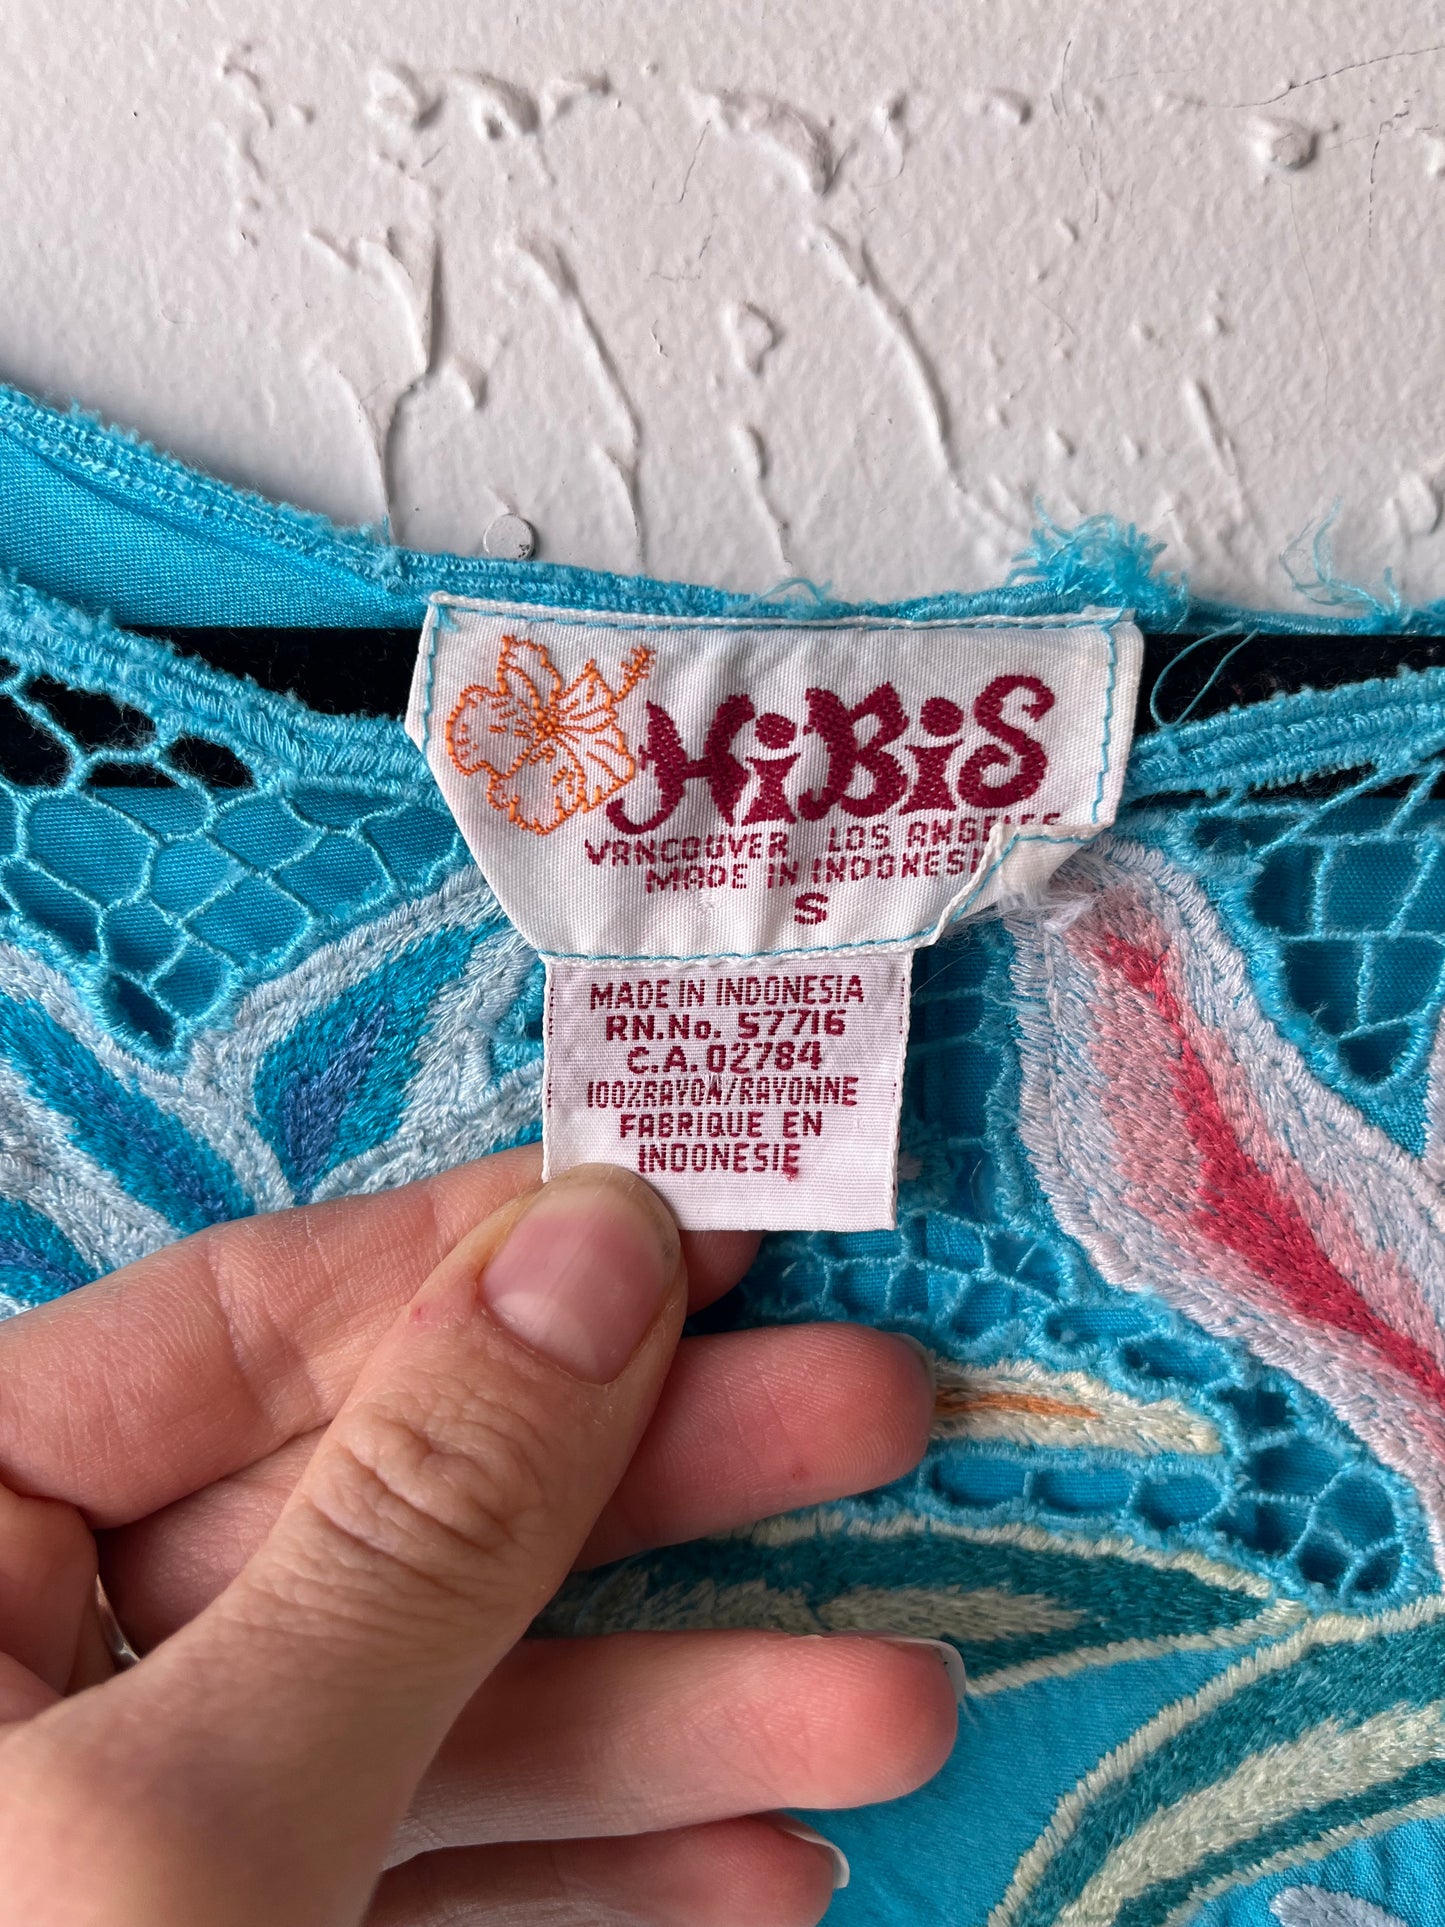 HiBiS
VANCOUVER LOS ANGELES
MADE IN INDONESI
S
MADE IN INDONESIA
RN.No. 57716
C.A. 02784
100%RAYON/RAYONNE
FABRIQUE EN
INDONESIE